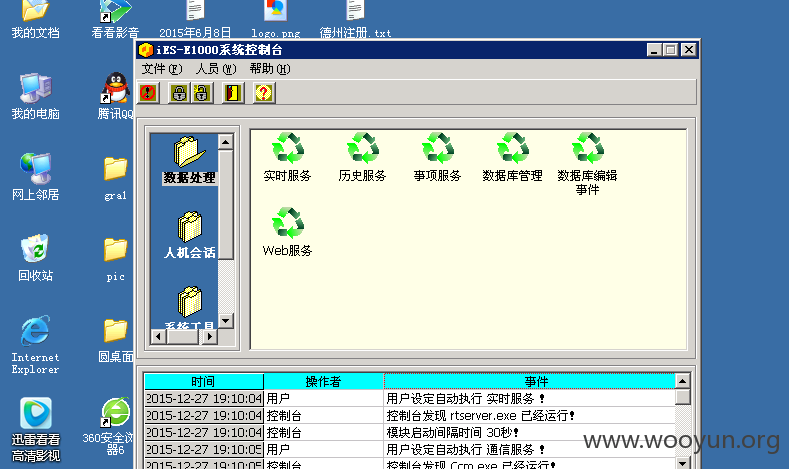 我的文档
看看影音
2015年6月8日
logo.png
德州注册.txt
我的电脑
腾讯QQ
网上邻居
gral
回收站
pic
Internet
Explorer
圆桌面
迅雷看看
高清影视
360安全浏
器6
iES-E1000系统控制台
文件(F) 人员(W) 帮助(H)
数据处理
人机会话
系统工具
实时服务
历史服务
事项服务
数据库管理
数据库编辑
事件
Web服务
时间 操作者 事件
2015-12-27 19:10:04 用户 用户设定自动执行 实时服务 !
2015-12-27 19:10:04 控制台 控制台发现 rtserver.exe 已经运行!
2015-12-27 19:10:04 控制台 模块启动间隔时间 30秒!
2015-12-27 19:10:05 用户 用户设定自动执行 通信服务 !
2015-12-27 19:10:05 控制台 控制台发现 Ccm.exe 已经运行!
www.wooyun.org